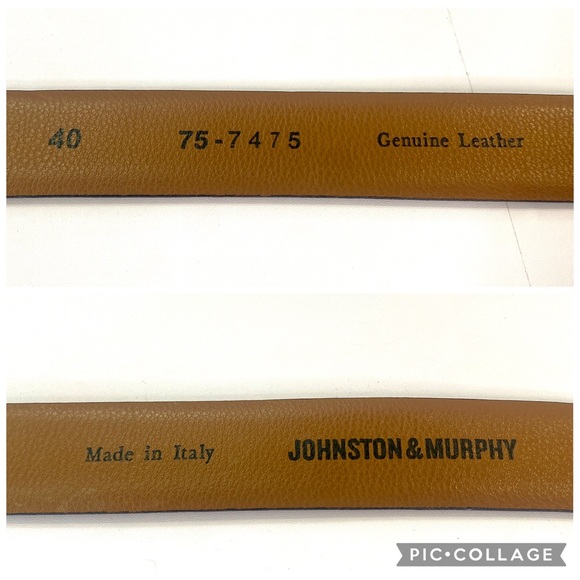 40 75-7475 Genuine Leather
Made in Italy JOHNSTON & MURPHY
PIC•COLLAGE